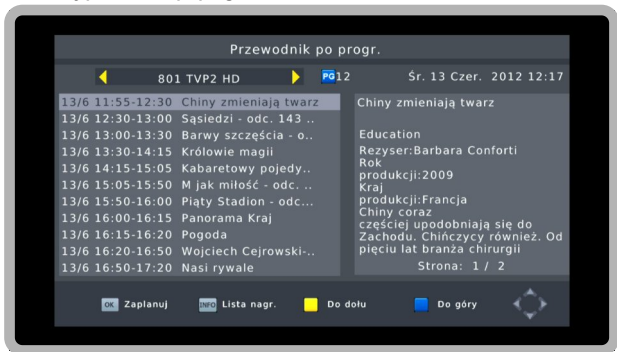 Przewodnik po progr.
801 TVP2 HD
PG 12
Śr. 13 Czer. 2012 12:17
13/6 11:55-12:30 Chiny zmieniają twarz
13/6 12:30-13:00 Sąsiedzi - odc. 143 ..
13/6 13:00-13:30 Barwy szczęścia - o..
13/6 13:30-14:15 Królowie magii
13/6 14:15-15:05 Kabaretowy pojedy..
13/6 15:05-15:50 M jak miłość - odc. ..
13/6 15:50-16:00 Piąty Stadion - odc...
13/6 16:00-16:15 Panorama Kraj
13/6 16:15-16:20 Pogoda
13/6 16:20-16:50 Wojciech Cejrowski-..
13/6 16:50-17:20 Nasi rywale
Chiny zmieniają twarz
Education
Rezyser:Barbara Conforti
Rok
produkcji:2009
Kraj
produkcji:Francja
Chiny coraz
częściej upodobniają się do
Zachodu. Chińczycy również. Od
pięciu lat branża chirurgii
Strona: 1 / 2
OK Zaplanuj
INFO Lista nagr.
Do dołu
Do góry